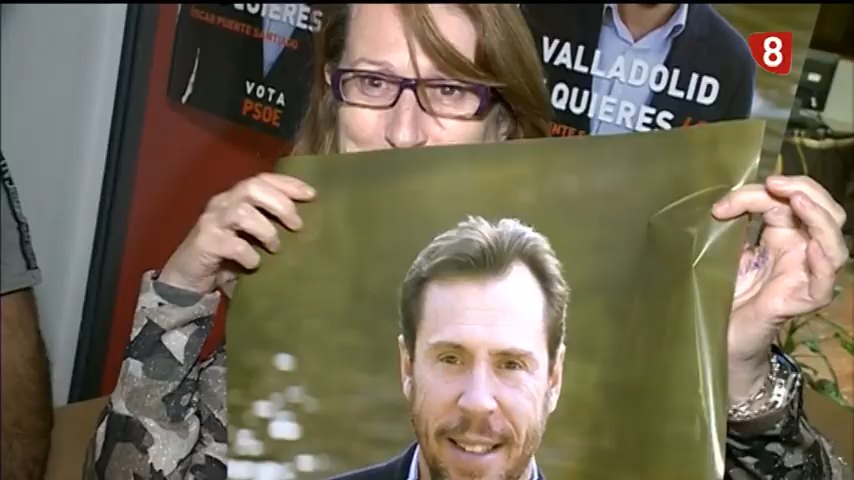 QUIERES
OSCAR PUENTE SANTIAGO
VOTA
PSOE
VALLADOLID
QUIERES
8